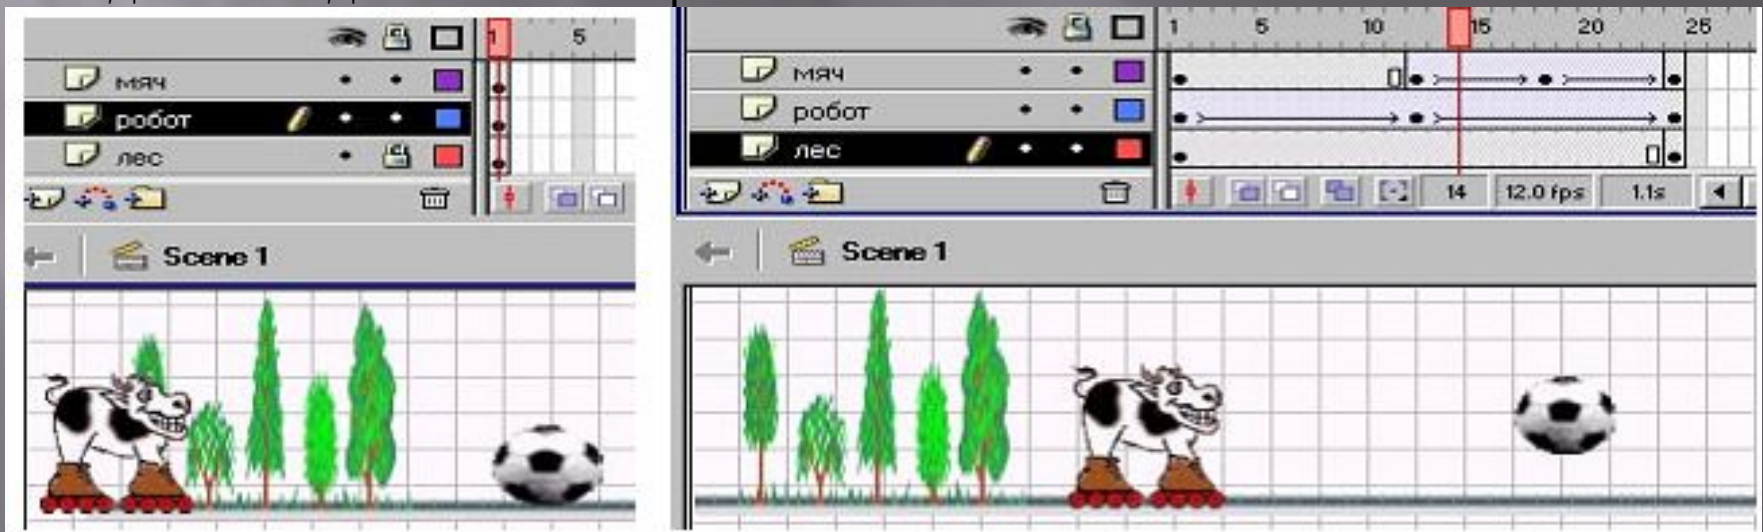 1 5
мяч
робот
лес
Scene 1
1 5 10 15 20 25
мяч
робот
лес
14 12.0 fps 1.1s
Scene 1